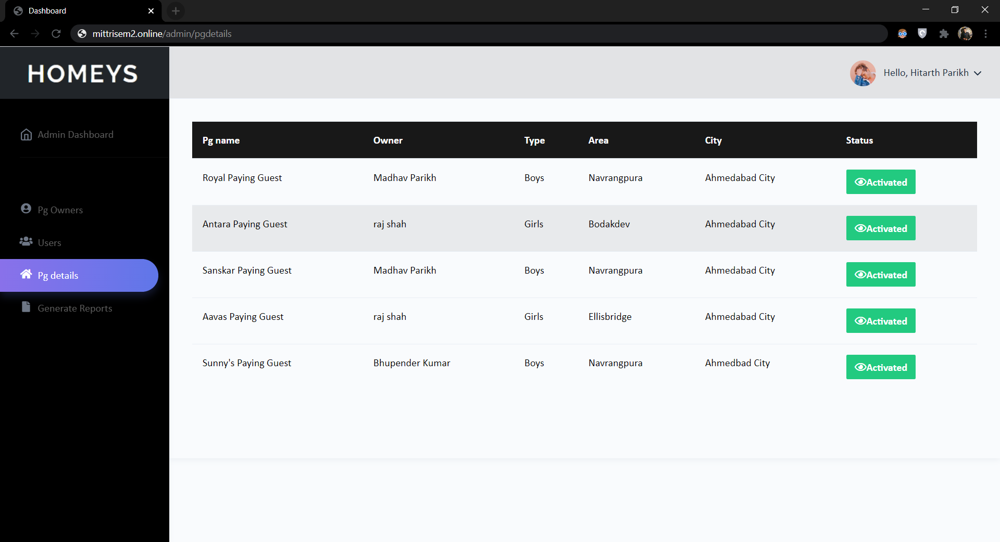 Dashboard
mittrisem2.online/admin/pgdetails
HOMEYS
Hello, Hitarth Parikh
Admin Dashboard
Pg Owners
Users
Pg details
Generate Reports
Pg name Owner Type Area City Status
Royal Paying Guest Madhav Parikh Boys Navrangpura Ahmedabad City Activated
Antara Paying Guest raj shah Girls Bodakdev Ahmedabad City Activated
Sanskar Paying Guest Madhav Parikh Boys Navrangpura Ahmedabad City Activated
Aavas Paying Guest raj shah Girls Ellisbridge Ahmedabad City Activated
Sunny's Paying Guest Bhupender Kumar Boys Navrangpura Ahmedbad City Activated